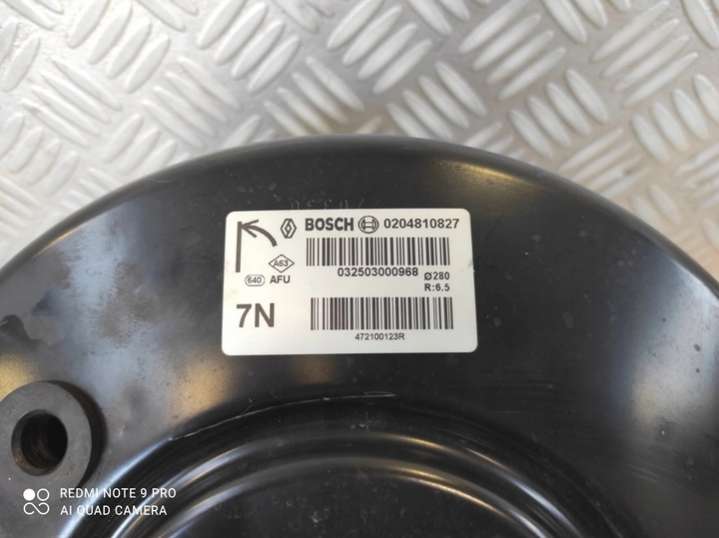 BOSCH 0204810827
A63
032503000968 Ø280
640 AFU R:6.5
7N
472100123R
REDMI NOTE 9 PRO
AI QUAD CAMERA